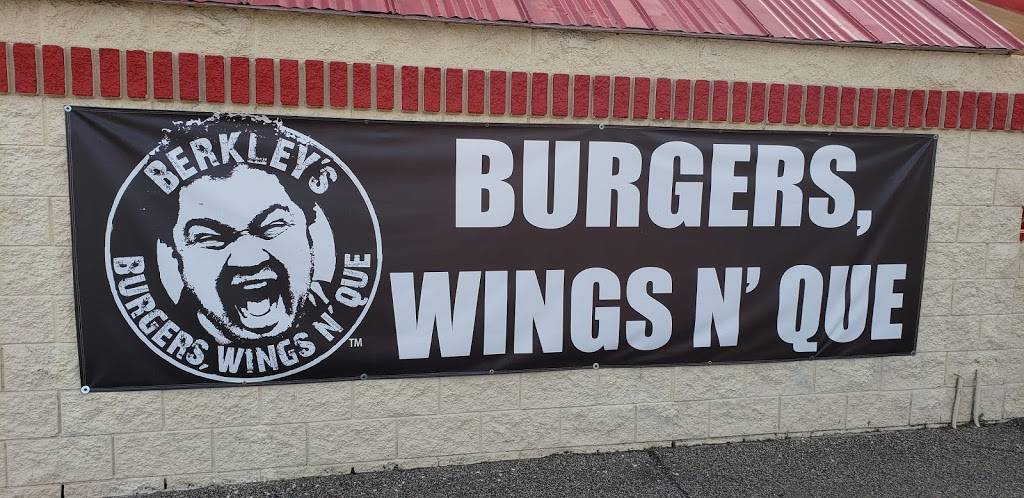 BERKLEY'S
BURGERS, WINGS N' QUE
TM
BURGERS,
WINGS N' QUE